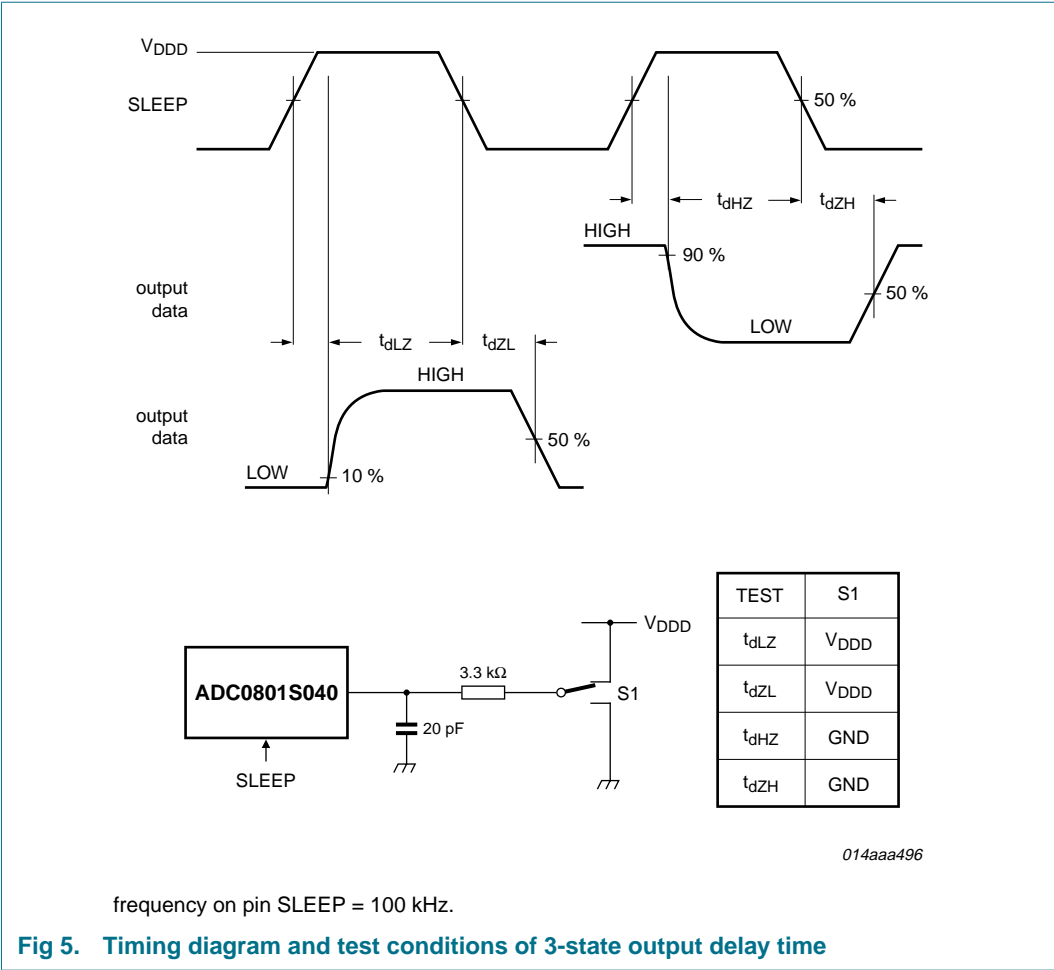 VDDD
SLEEP
50 %
tdHZ
tdZH
HIGH
90 %
output
data
50 %
LOW
tdLZ
tdZL
HIGH
output
data
50 %
LOW
10 %
VDDD
3.3 kΩ
ADC0801S040
S1
20 pF
SLEEP
TEST S1
tdLZ VDDD
tdZL VDDD
tdHZ GND
tdZH GND
014aaa496
frequency on pin SLEEP = 100 kHz.
Fig 5. Timing diagram and test conditions of 3-state output delay time